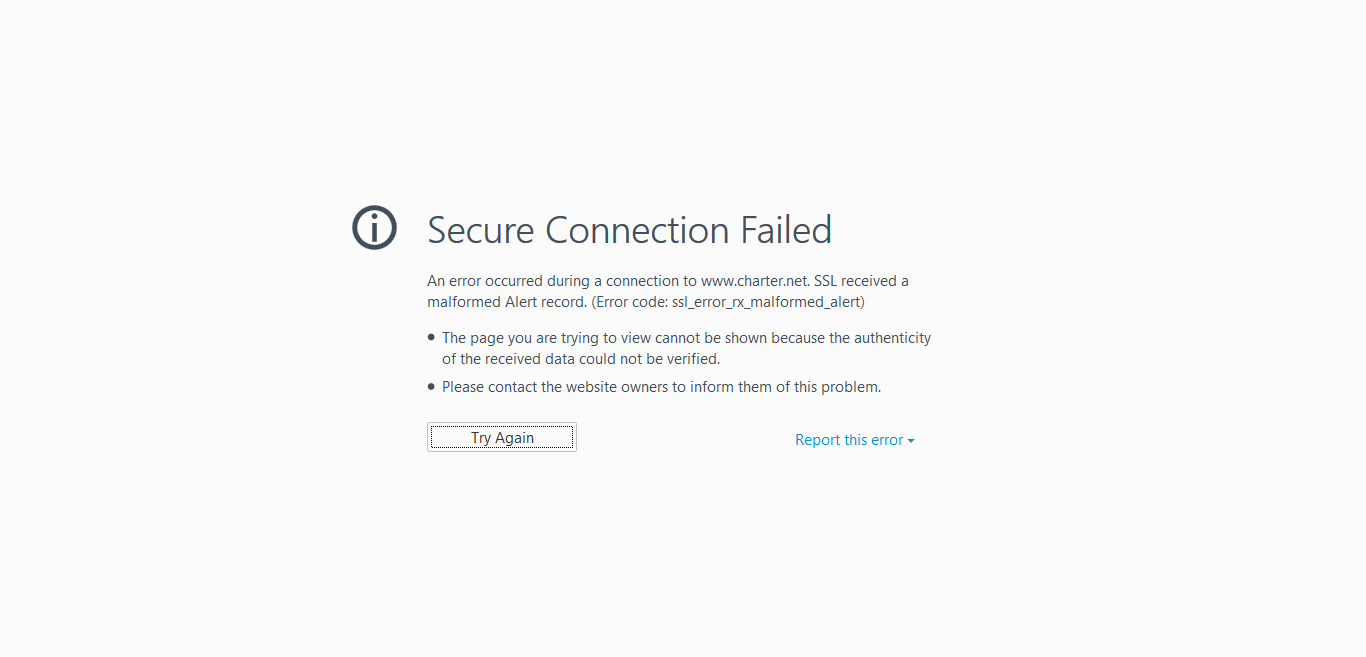 Secure Connection Failed
An error occurred during a connection to www.charter.net. SSL received a
malformed Alert record. (Error code: ssl_error_rx_malformed_alert)
• The page you are trying to view cannot be shown because the authenticity
of the received data could not be verified.
• Please contact the website owners to inform them of this problem.
Try Again
Report this error